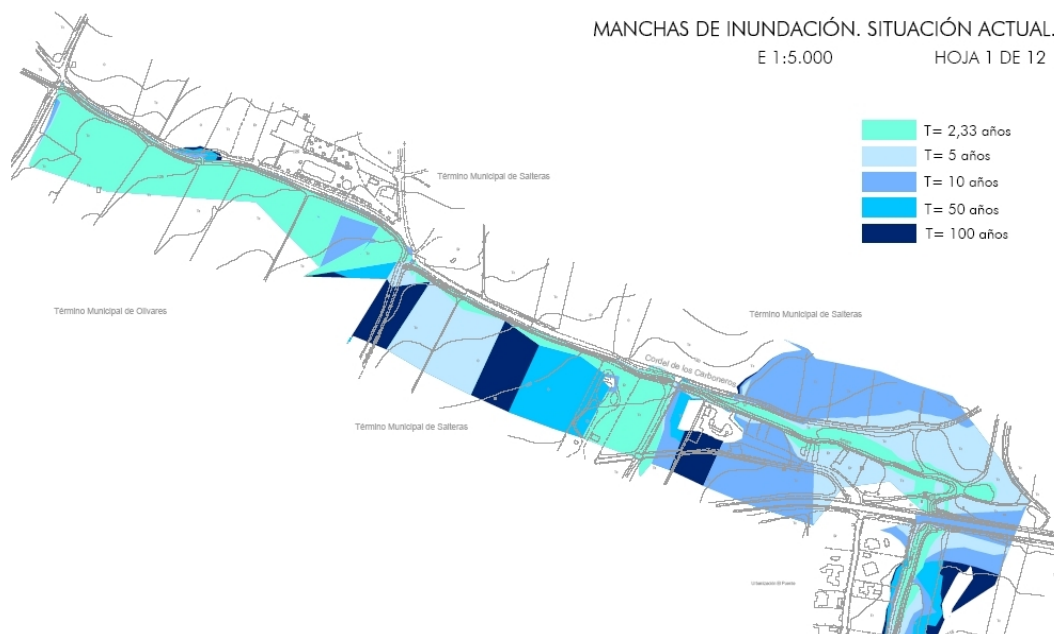 MANCHAS DE INUNDACIÓN. SITUACIÓN ACTUAL.
E 1:5.000 HOJA 1 DE 12
T= 2,33 años
T= 5 años
T= 10 años
T= 50 años
T= 100 años
Término Municipal de Salteras
Término Municipal de Olivares
Término Municipal de Salteras
Cordel de los Carboneros
Término Municipal de Salteras